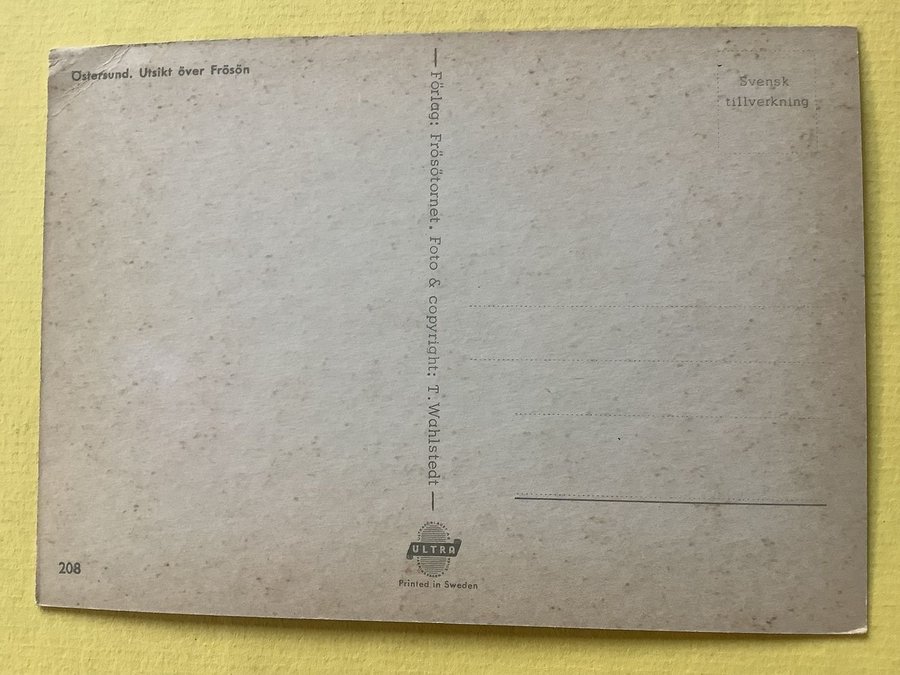 Östersund. Utsikt över Frösön
Svensk
tillverkning
— Förlag: Frösötornet. Foto & copyright: T. Wahlstedt —
208
ULTRA
Printed in Sweden